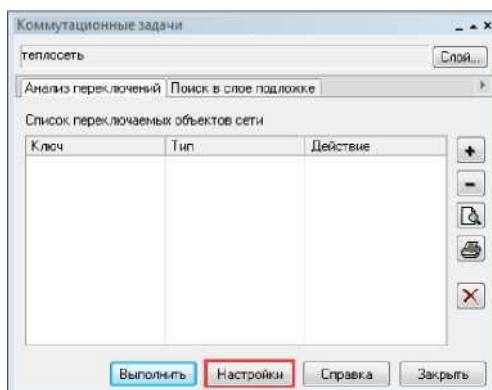 Коммутационные задачи
теплосеть Слой...
Анализ переключений Поиск в слое подложке
Список переключаемых объектов сети
Ключ Тип Действие
Выполнить Настройки Справка Закрыть